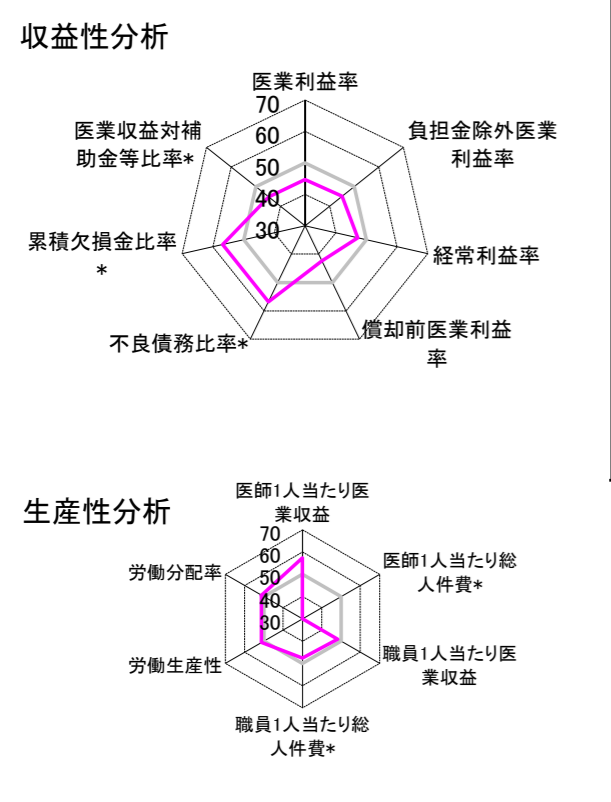 収益性分析
医業利益率
70
60
50
40
30
負担金除外医業
利益率
経常利益率
償却前医業利益
率
不良債務比率*
累積欠損金比率
*
医業収益対補
助金等比率*
生産性分析
医師1人当たり医
業収益
70
60
50
40
30
医師1人当たり総
人件費*
職員1人当たり医
業収益
職員1人当たり総
人件費*
労働生産性
労働分配率